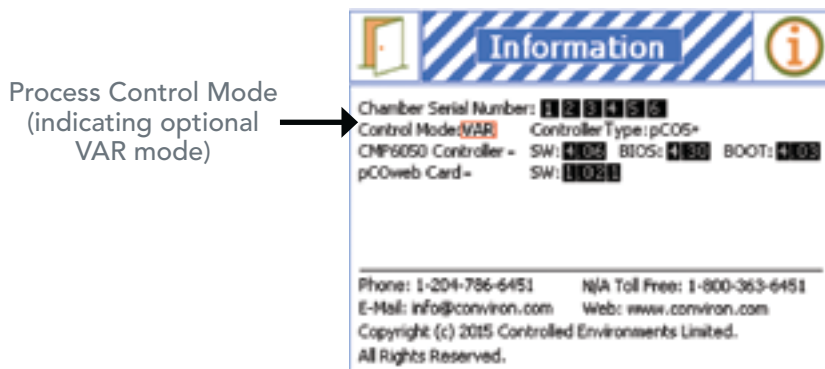 Process Control Mode
(indicating optional
VAR mode)
Information
Chamber Serial Number: 1 2 3 4 5 6
Control Mode:VAR Controller Type:pCO5+
CMP6050 Controller - SW: 4.06 BIOS: 4.30 BOOT: 4.03
pCOweb Card - SW: 1.02.1
Phone: 1-204-786-6451 N/A Toll Free: 1-800-363-6451
E-Mail: info@conviron.com Web: www.conviron.com
Copyright (c) 2015 Controlled Environments Limited.
All Rights Reserved.